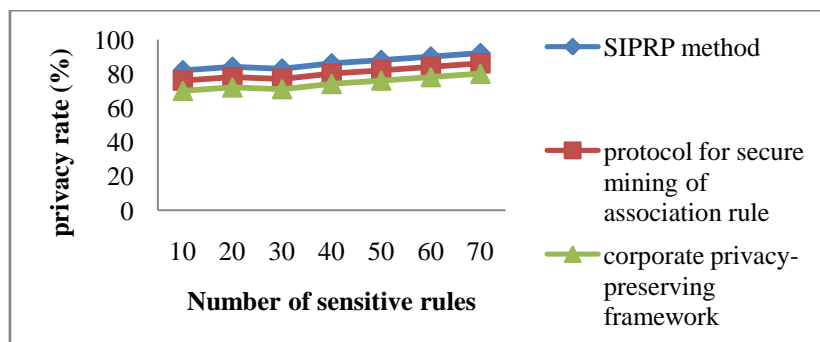 privacy rate (%)
100
80
60
40
20
0
10 20 30 40 50 60 70
Number of sensitive rules
SIPRP method
protocol for secure
mining of
association rule
corporate privacy-
preserving
framework